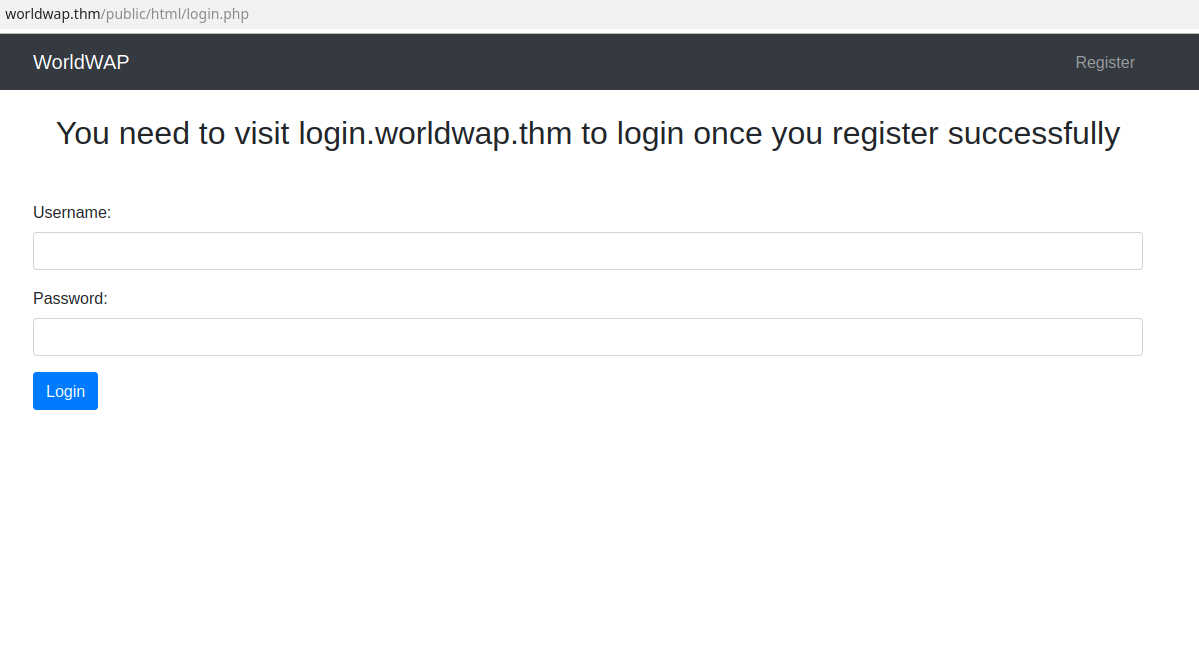 worldwap.thm/public/html/login.php
WorldWAP
Register
You need to visit login.worldwap.thm to login once you register successfully
Username:
Password:
Login